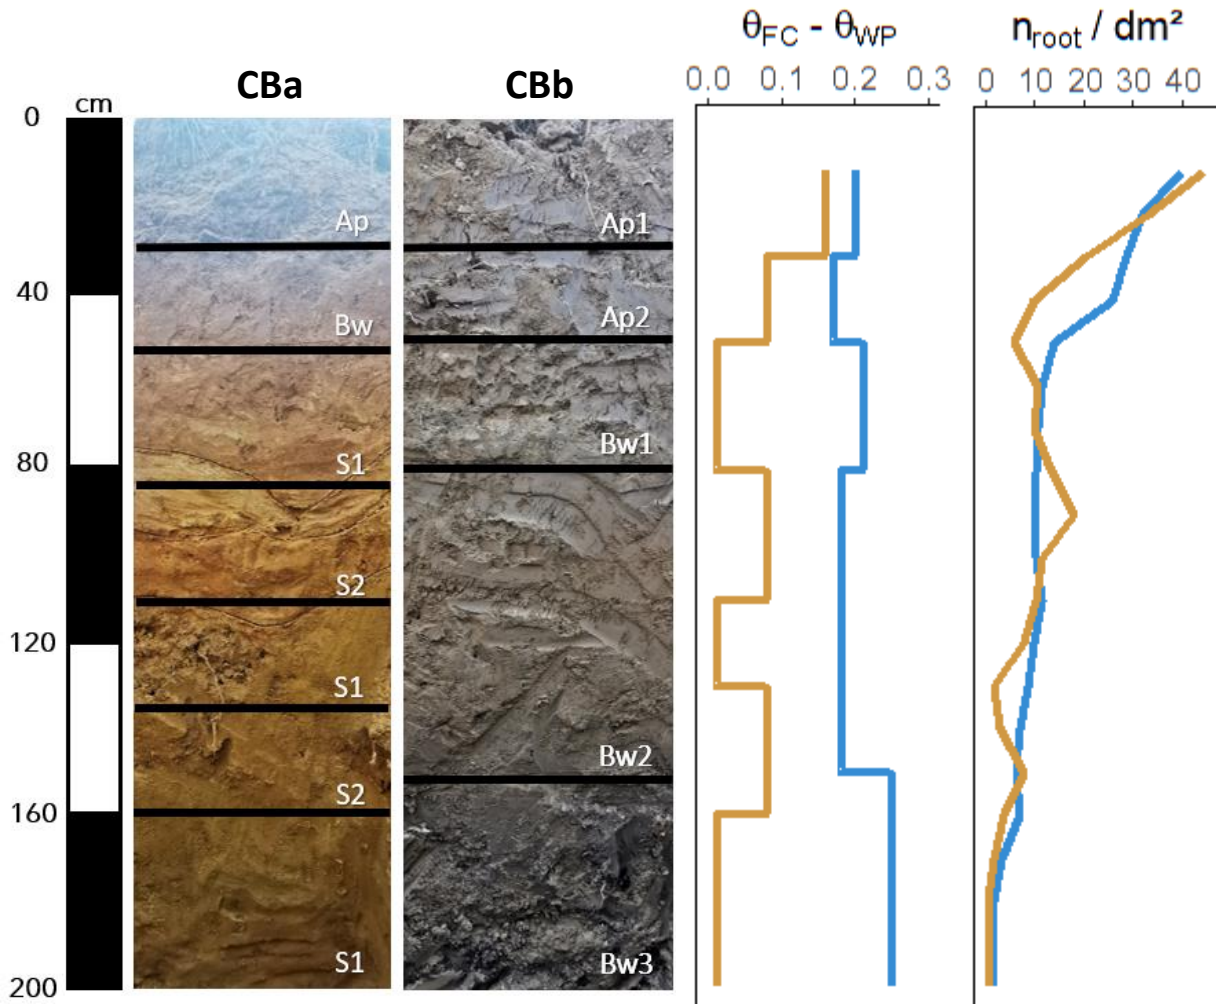 θFC - θWP
nroot / dm²
CBa
CBb
cm
0.0 0.1 0.2 0.3
0 10 20 30 40
0
40
80
120
160
200
Ap
Bw
S1
S2
S1
S2
S1
Ap1
Ap2
Bw1
Bw2
Bw3